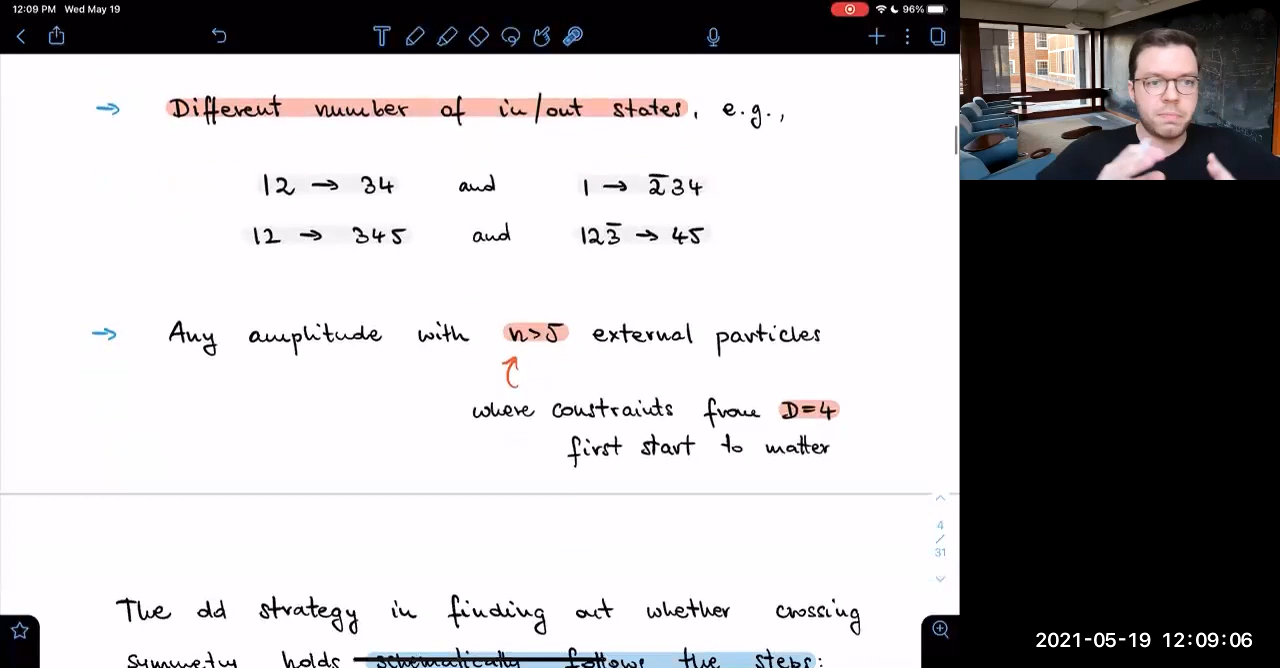 12:09 PM Wed May 19
96%
→ Different number of in/out states, e.g.,
12 → 34 and 1 → 2̄34
12 → 345 and 123̄ → 45
→ Any amplitude with n>5 external particles
where constraints from D=4
first start to matter
4
/
31
The old strategy in finding out whether crossing
symmetry holds schematically follows the steps:
2021-05-19 12:09:06